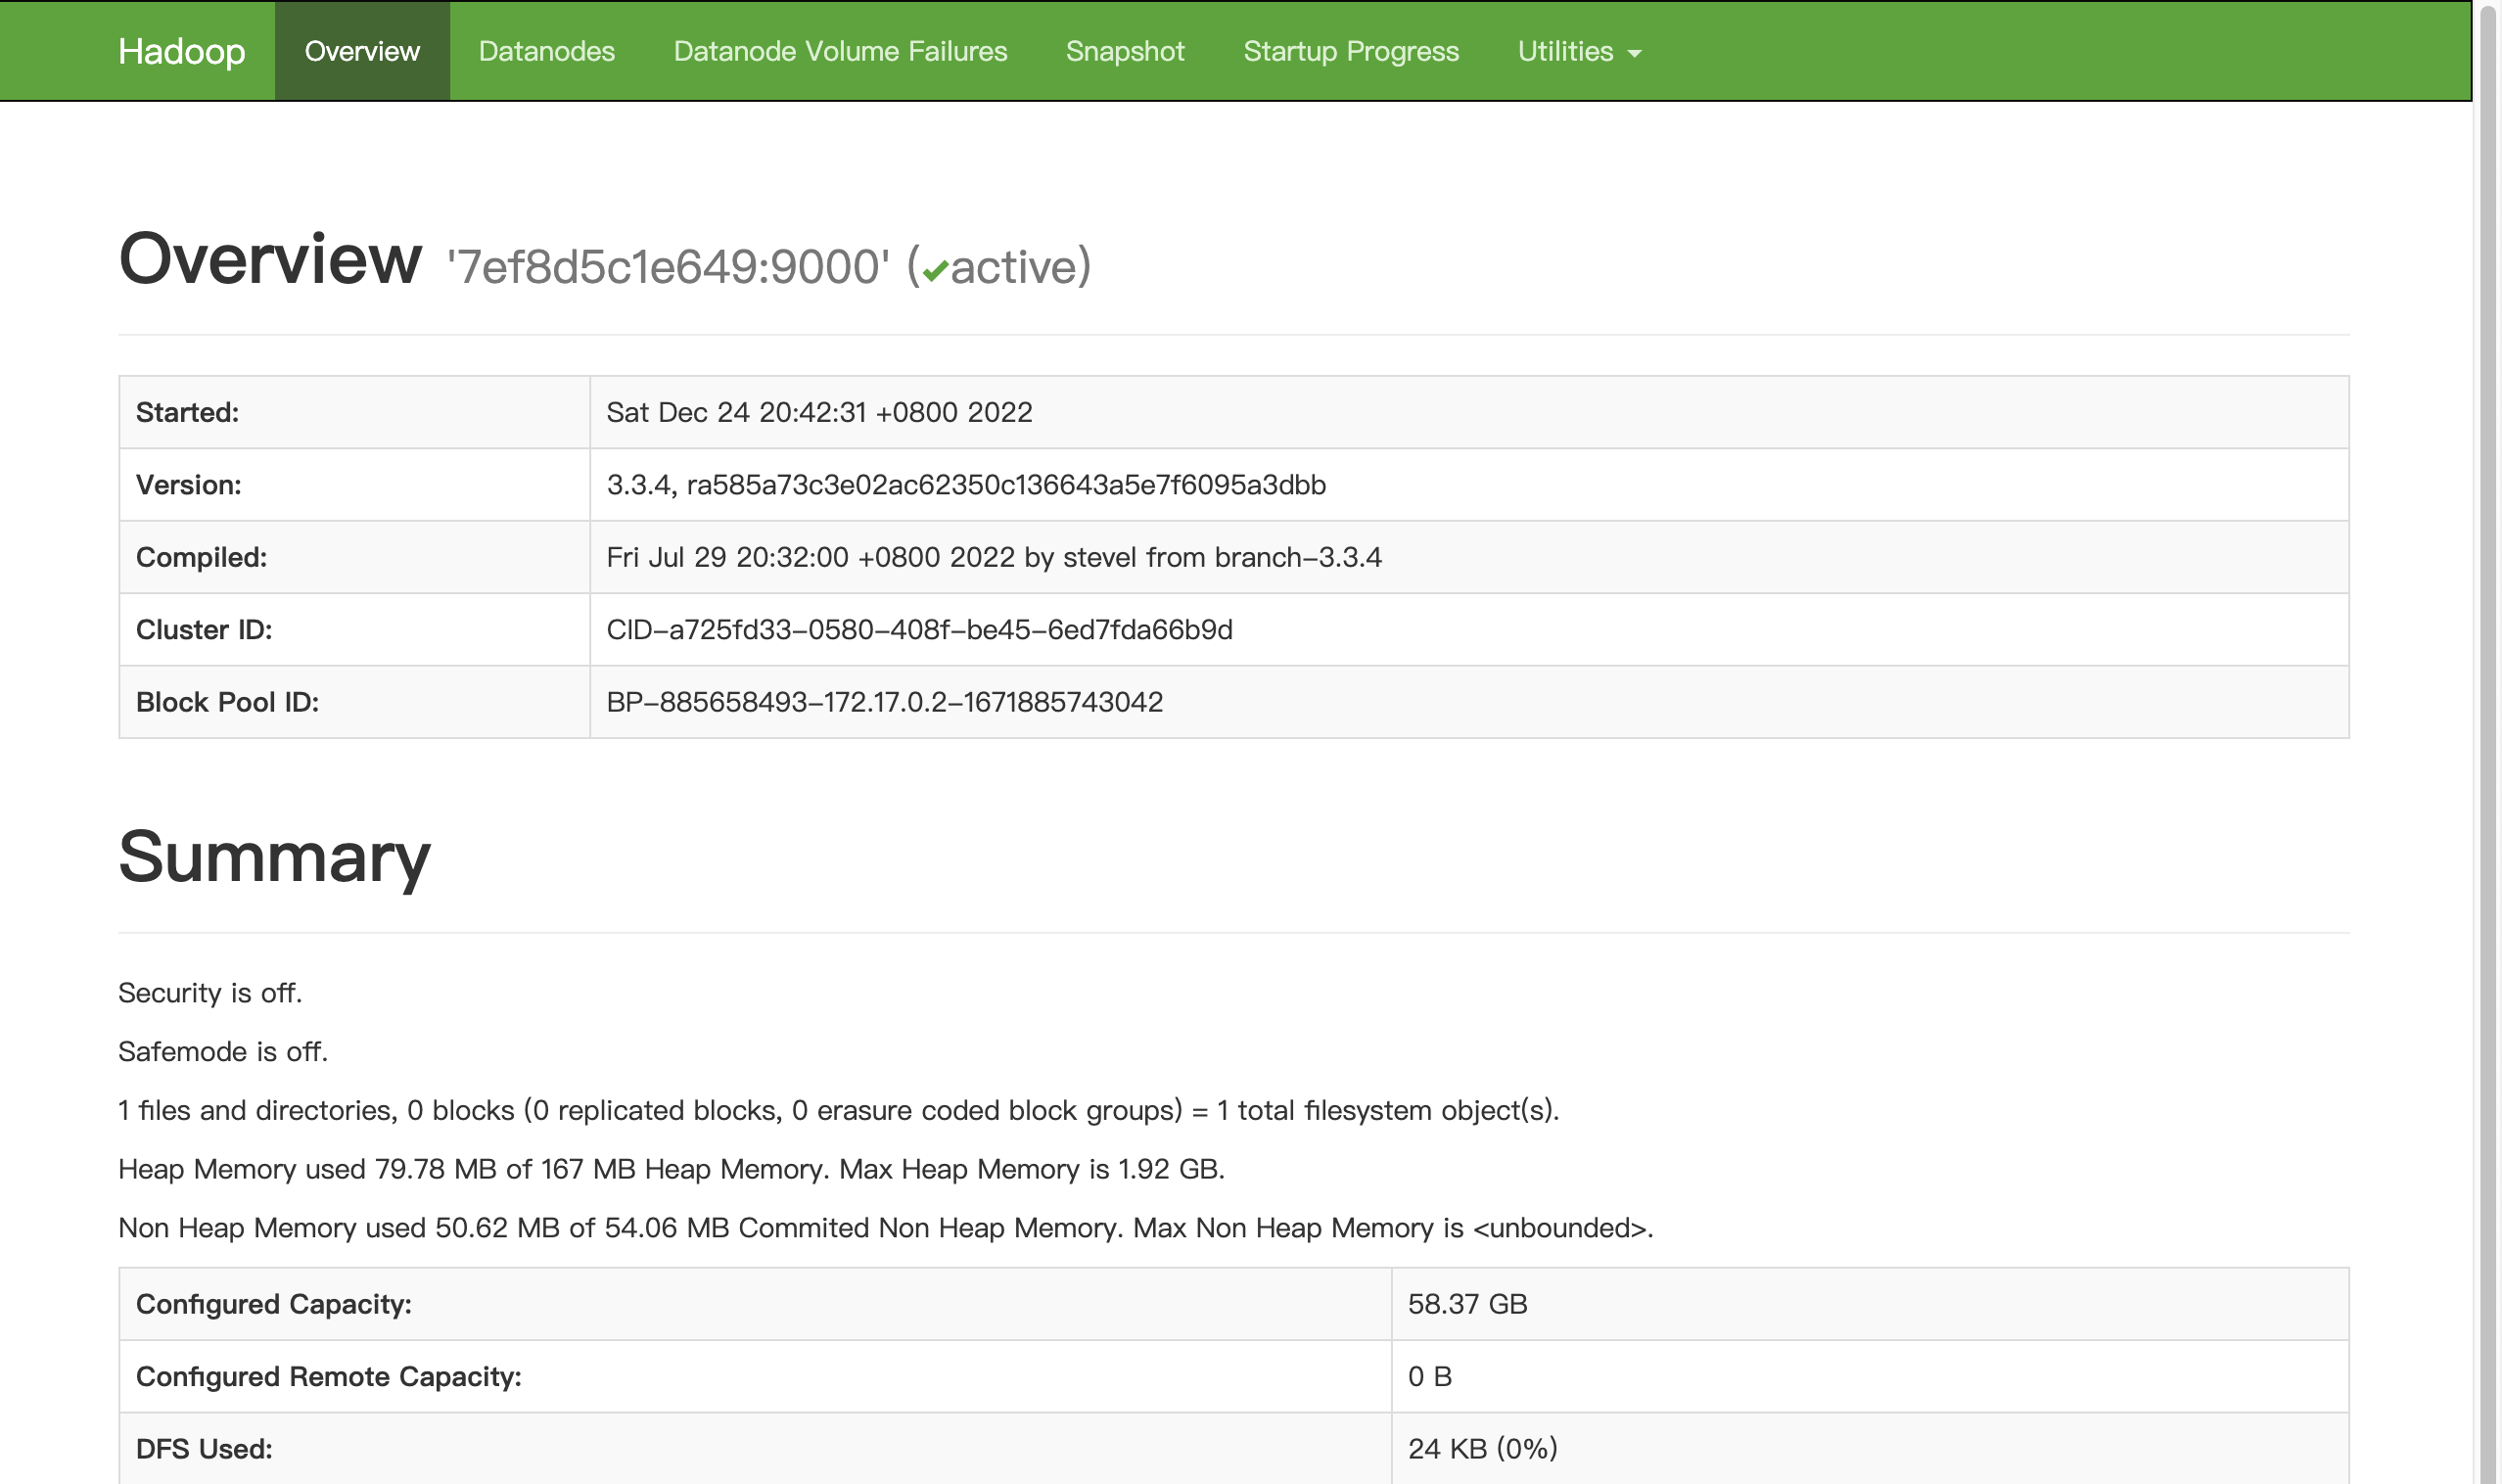 Hadoop Overview Datanodes Datanode Volume Failures Snapshot Startup Progress Utilities
Overview '7ef8d5c1e649:9000' (✔active)
Started: Sat Dec 24 20:42:31 +0800 2022
Version: 3.3.4, ra585a73c3e02ac62350c136643a5e7f6095a3dbb
Compiled: Fri Jul 29 20:32:00 +0800 2022 by stevel from branch-3.3.4
Cluster ID: CID-a725fd33-0580-408f-be45-6ed7fda66b9d
Block Pool ID: BP-885658493-172.17.0.2-1671885743042
Summary
Security is off.
Safemode is off.
1 files and directories, 0 blocks (0 replicated blocks, 0 erasure coded block groups) = 1 total filesystem object(s).
Heap Memory used 79.78 MB of 167 MB Heap Memory. Max Heap Memory is 1.92 GB.
Non Heap Memory used 50.62 MB of 54.06 MB Commited Non Heap Memory. Max Non Heap Memory is <unbounded>.
Configured Capacity: 58.37 GB
Configured Remote Capacity: 0 B
DFS Used: 24 KB (0%)